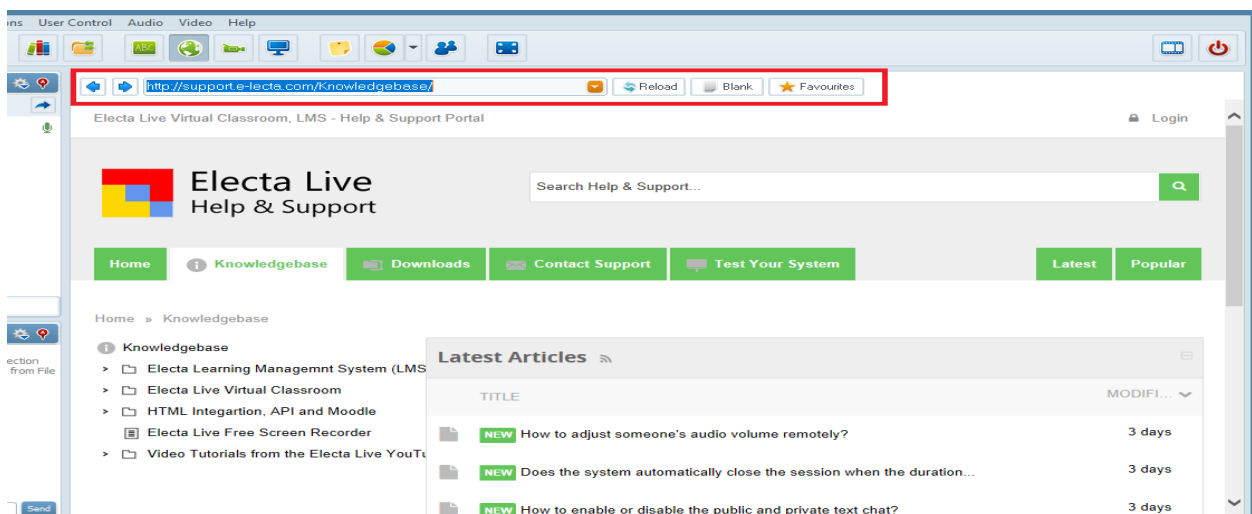 ns User Control Audio Video Help
ABC
http://support.e-lecta.com/Knowledgebase/ Reload Blank Favourites
Electa Live Virtual Classroom, LMS - Help & Support Portal Login
Electa Live
Help & Support
Search Help & Support...
Home Knowledgebase Downloads Contact Support Test Your System Latest Popular
Home » Knowledgebase
Knowledgebase
Electa Learning Managemnt System (LMS
Electa Live Virtual Classroom
HTML Integartion, API and Moodle
Electa Live Free Screen Recorder
Video Tutorials from the Electa Live YouTu
ection
from File
Send
Latest Articles
TITLE MODIFI...
NEW How to adjust someone's audio volume remotely? 3 days
NEW Does the system automatically close the session when the duration... 3 days
NEW How to enable or disable the public and private text chat? 3 days